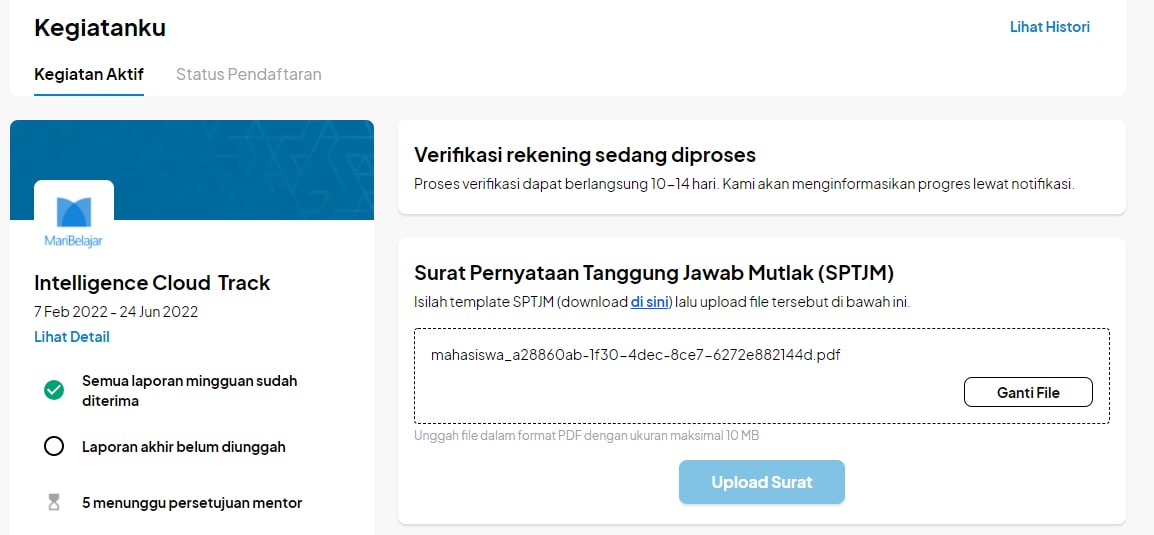 Kegiatanku
Lihat Histori
Kegiatan Aktif
Status Pendaftaran
MariBelajar
Intelligence Cloud Track
7 Feb 2022 - 24 Jun 2022
Lihat Detail
Semua laporan mingguan sudah
diterima
Laporan akhir belum diunggah
5 menunggu persetujuan mentor
Verifikasi rekening sedang diproses
Proses verifikasi dapat berlangsung 10-14 hari. Kami akan menginformasikan progres lewat notifikasi.
Surat Pernyataan Tanggung Jawab Mutlak (SPTJM)
Isilah template SPTJM (download di sini) lalu upload file tersebut di bawah ini.
mahasiswa_a28860ab-1f30-4dec-8ce7-6272e882144d.pdf
Ganti File
Unggah file dalam format PDF dengan ukuran maksimal 10 MB
Upload Surat